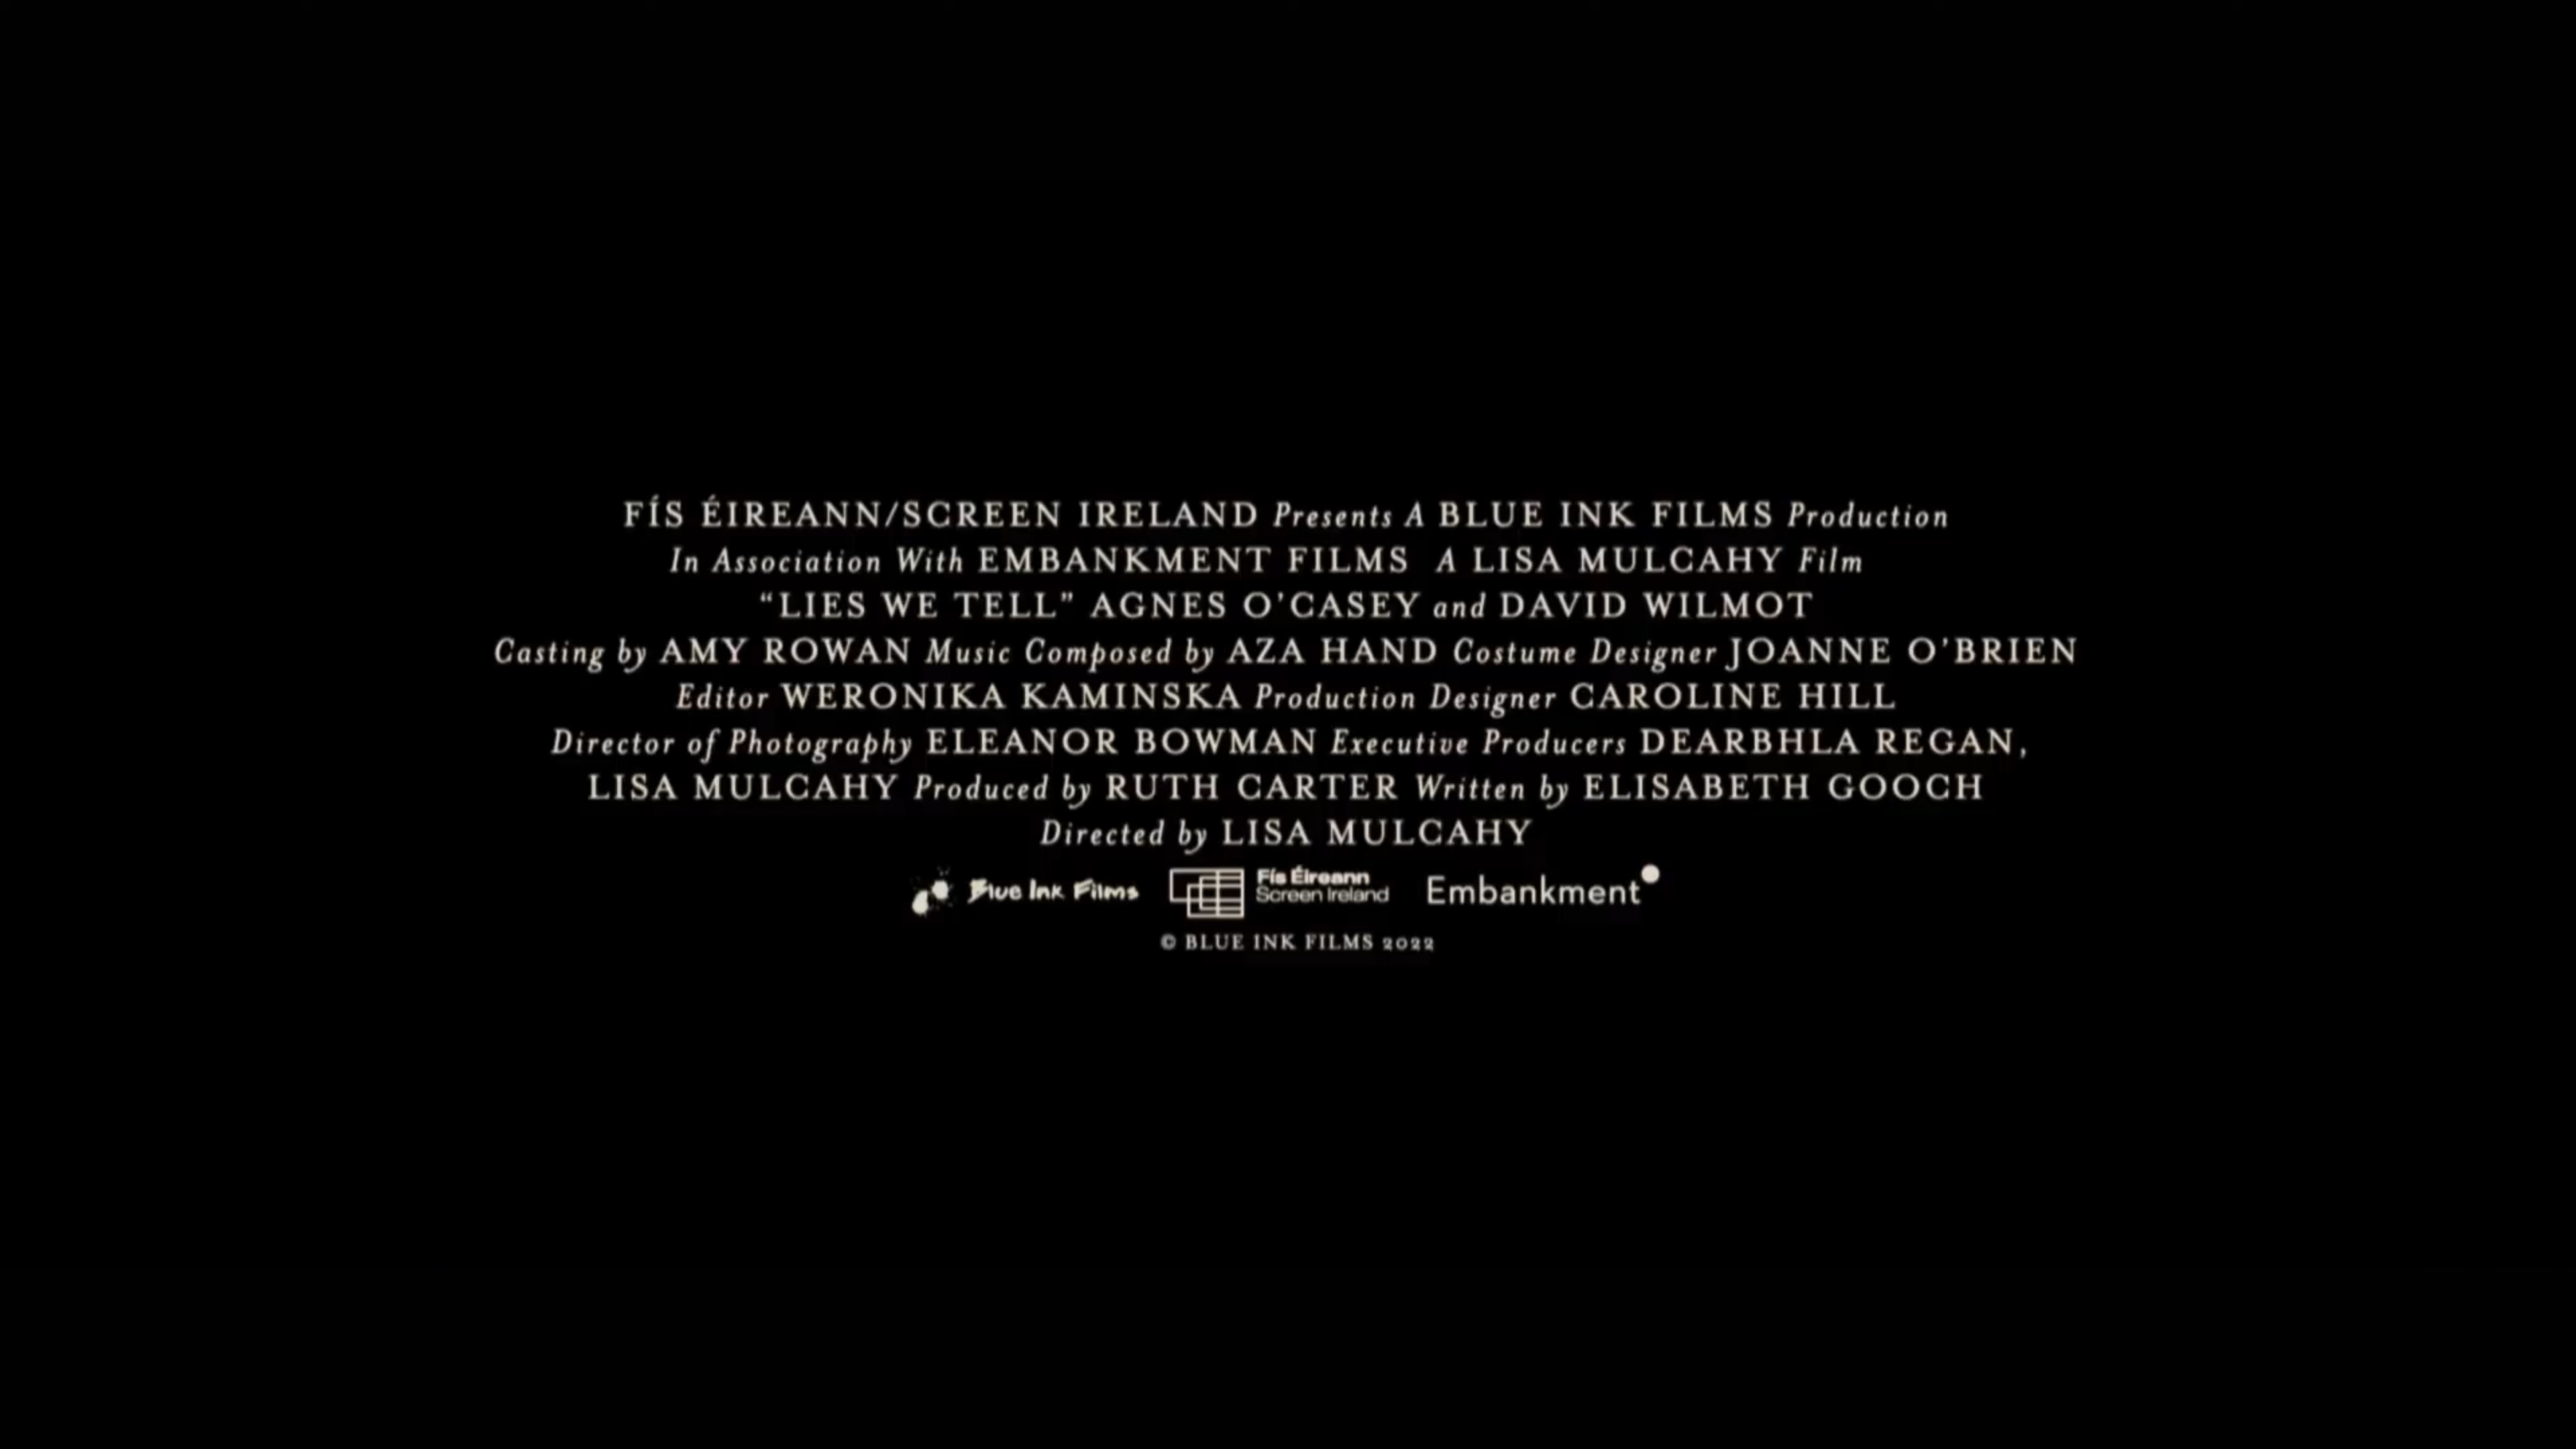 FÍS ÉIREANN/SCREEN IRELAND Presents A BLUE INK FILMS Production
In Association With EMBANKMENT FILMS A LISA MULCAHY Film
“LIES WE TELL” AGNES O’CASEY and DAVID WILMOT
Casting by AMY ROWAN Music Composed by AZA HAND Costume Designer JOANNE O’BRIEN
Editor WERONIKA KAMINSKA Production Designer CAROLINE HILL
Director of Photography ELEANOR BOWMAN Executive Producers DEARBHLA REGAN,
LISA MULCAHY Produced by RUTH CARTER Written by ELISABETH GOOCH
Directed by LISA MULCAHY
Blue Ink Films
Fís Éireann
Screen Ireland
Embankment
© BLUE INK FILMS 2022